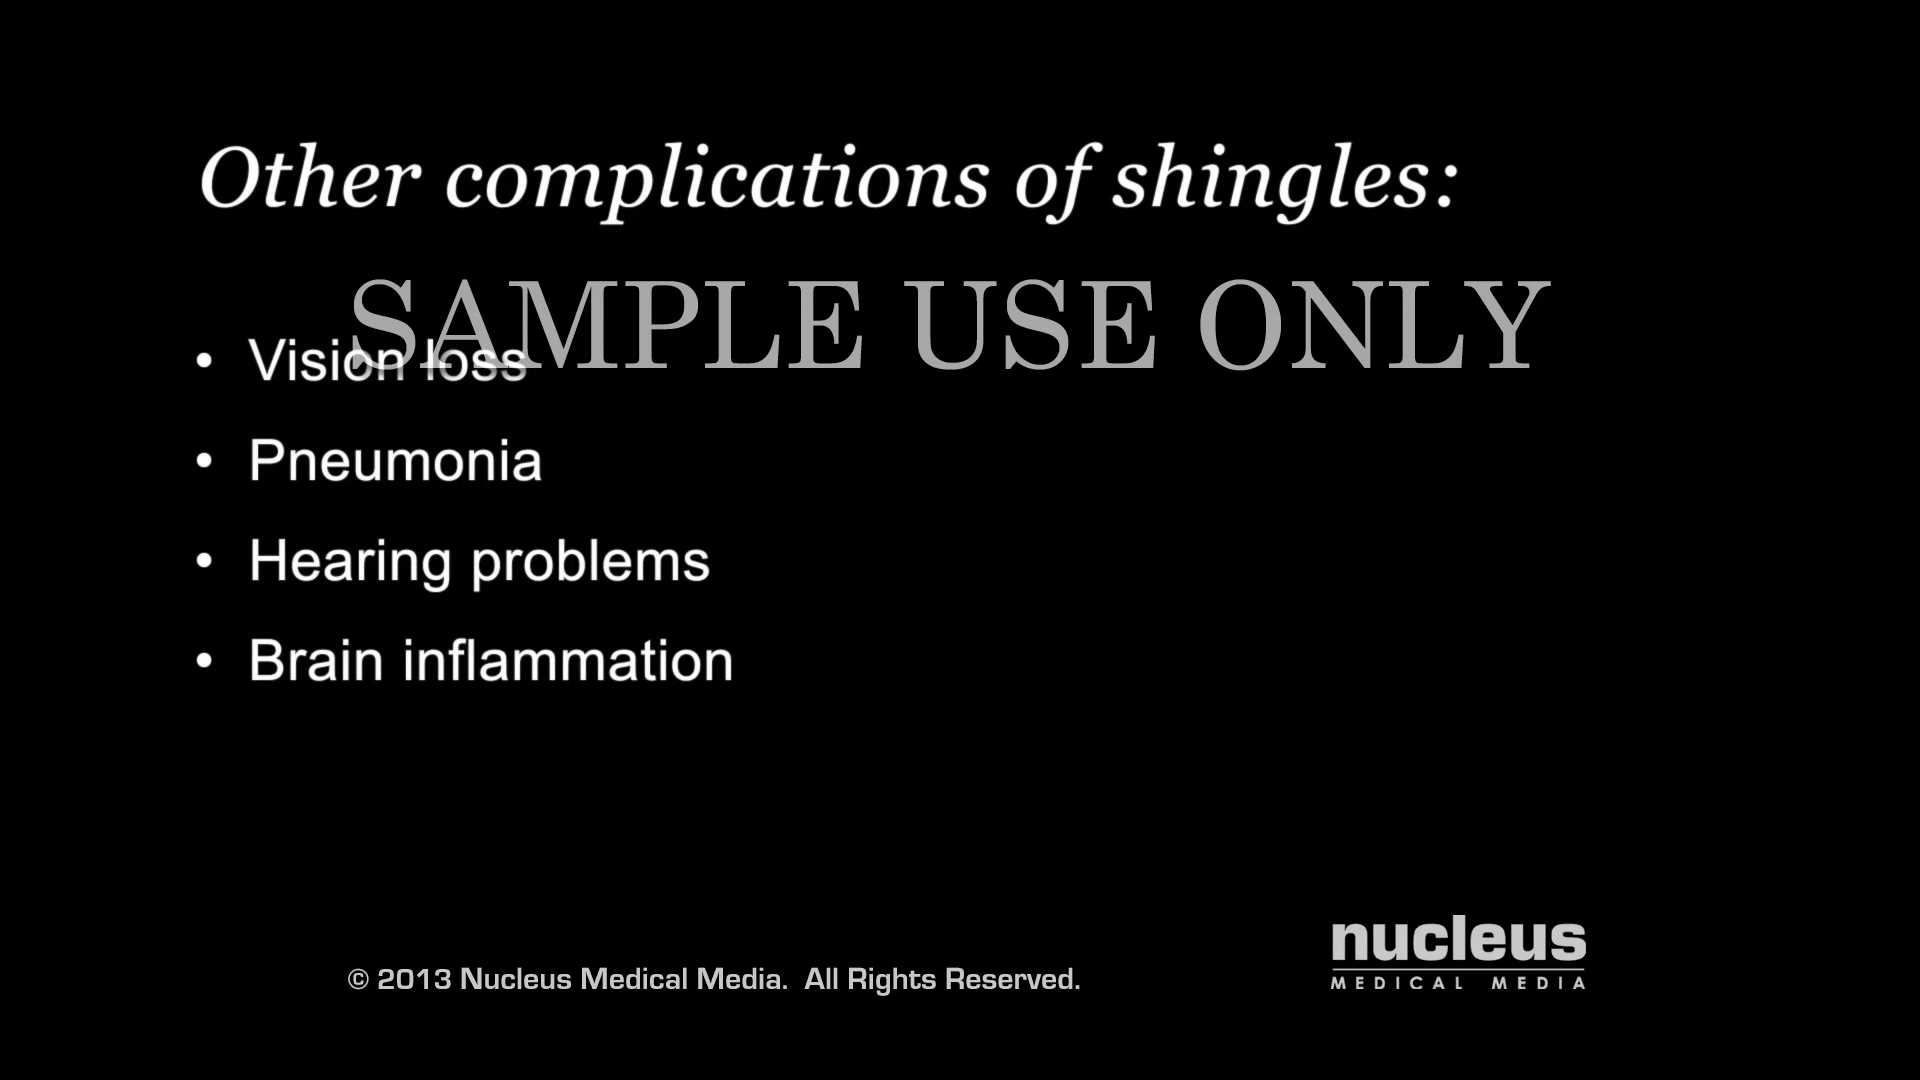 Other complications of shingles:
SAMPLE USE ONLY
• Vision loss
• Pneumonia
• Hearing problems
• Brain inflammation
nucleus
MEDICAL MEDIA
© 2013 Nucleus Medical Media. All Rights Reserved.